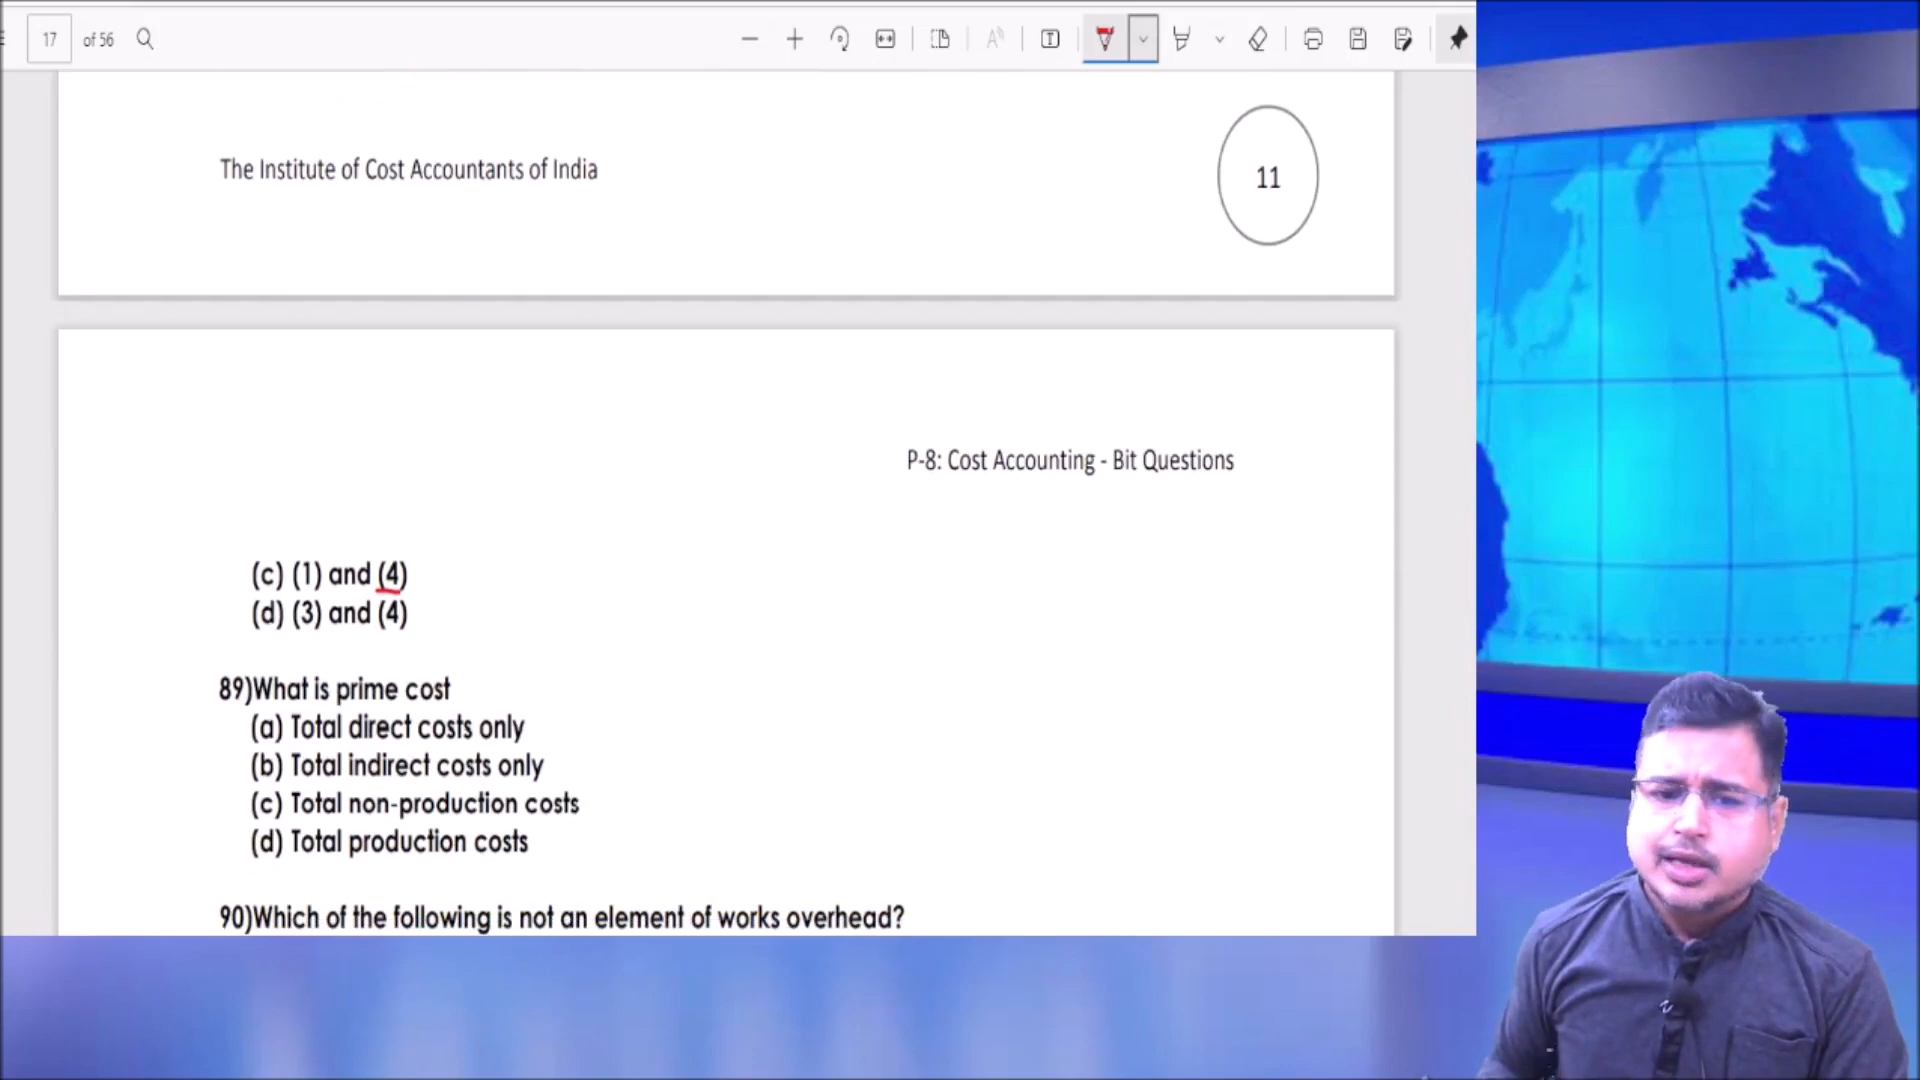 17 of 56
The Institute of Cost Accountants of India
11
P-8: Cost Accounting - Bit Questions
(c) (1) and (4)
(d) (3) and (4)
89)What is prime cost
(a) Total direct costs only
(b) Total indirect costs only
(c) Total non-production costs
(d) Total production costs
90)Which of the following is not an element of works overhead?